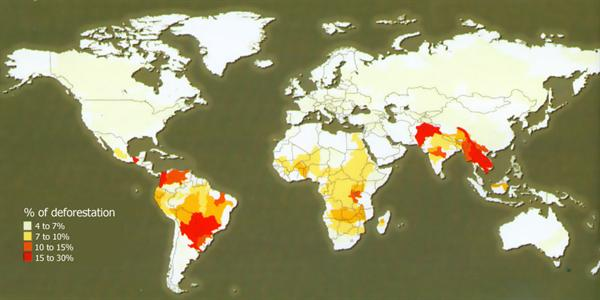 % of deforestation
4 to 7%
7 to 10%
10 to 15%
15 to 30%